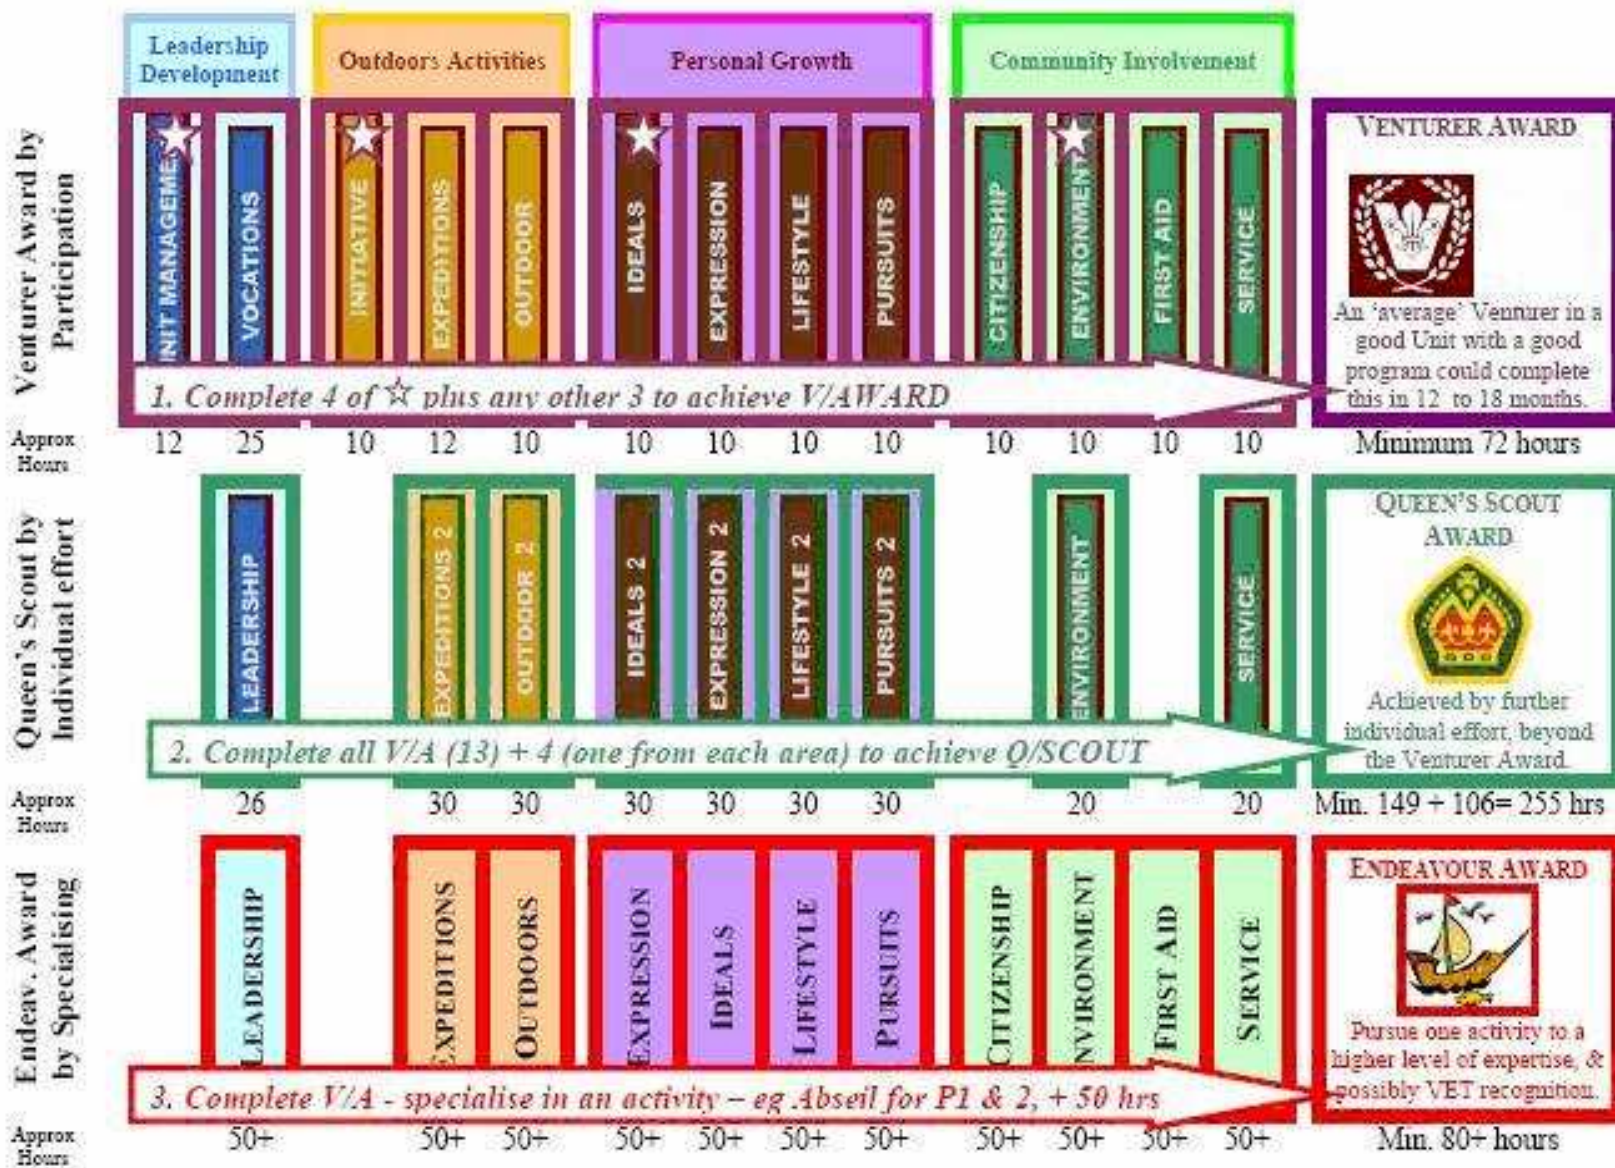 Leadership
Development
Outdoors Activities
Personal Growth
Community Involvement
Venturer Award by
Participation
NIT MANAGEME
VOCATIONS
INITIATIVE
EXPEDITIONS
OUTDOOR
IDEALS
EXPRESSION
LIFESTYLE
PURSUITS
CITIZENSHIP
ENVIRONMENT
FIRST AID
SERVICE
1. Complete 4 of ☆ plus any other 3 to achieve V/AWARD
VENTURER AWARD
An ‘average’ Venturer in a
good Unit with a good
program could complete
this in 12 to 18 months.
Approx
Hours
12 25 10 12 10 10 10 10 10 10 10 10 10
Minimum 72 hours
Queen’s Scout by
Individual effort
LEADERSHIP
EXPEDITIONS 2
OUTDOOR 2
IDEALS 2
EXPRESSION 2
LIFESTYLE 2
PURSUITS 2
ENVIRONMENT
SERVICE
2. Complete all V/A (13) + 4 (one from each area) to achieve Q/SCOUT
QUEEN’S SCOUT
AWARD
Achieved by further
individual effort, beyond
the Venturer Award.
Approx
Hours
26 30 30 30 30 30 30 20 20
Min. 149 + 106= 255 hrs
Endeav. Award
by Specialising
LEADERSHIP
EXPEDITIONS
OUTDOORS
EXPRESSION
IDEALS
LIFESTYLE
PURSUITS
CITIZENSHIP
NVIRONMENT
FIRST AID
SERVICE
3. Complete V/A - specialise in an activity – eg Abseil for P1 & 2, + 50 hrs
ENDEAVOUR AWARD
Pursue one activity to a
higher level of expertise, &
possibly VET recognition.
Approx
Hours
50+ 50+ 50+ 50+ 50+ 50+ 50+ 50+ 50+ 50+ 50+
Min. 80+ hours